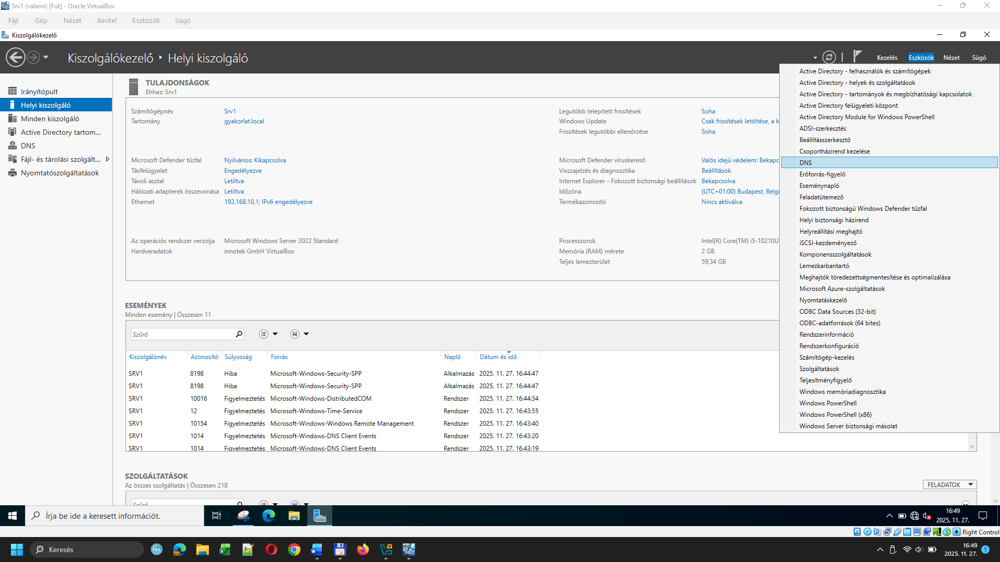 Srv1 (valami) [Fut] - Oracle VirtualBox
Fájl Gép Nézet Bevitel Eszközök Súgó
Kiszolgálókezelő
Kiszolgálókezelő Helyi kiszolgáló
Kezelés Eszközök Nézet Súgó
Irányítópult
Helyi kiszolgáló
Minden kiszolgáló
Active Directory tartom...
DNS
Fájl- és tárolási szolgált...
Nyomtatószolgáltatások
TULAJDONSÁGOK
Ehhez: Srv1
Számítógépnév Srv1
Tartomány gyakorlat.local
Legutóbb telepített frissítések Soha
Windows Update Csak frissítések letöltése, a k
Frissítések legutóbbi ellenőrzése Soha
Microsoft Defender tűzfal Nyilvános: Kikapcsolva
Távfelügyelet Engedélyezve
Távoli asztal Letiltva
Hálózati adapterek összevonása Letiltva
Ethernet 192.168.10.1; IPv6 engedélyezve
Microsoft Defender víruskereső Valós idejű védelem: Bekapc
Visszajelzés és diagnosztika Beállítások
Internet Explorer - Fokozott biztonsági beállítások Bekapcsolva
Időzóna (UTC+01:00) Budapest, Belgr
Termékazonosító Nincs aktiválva
Az operációs rendszer verziója Microsoft Windows Server 2022 Standard
Hardveradatok innotek GmbH VirtualBox
Processzorok Intel(R) Core(TM) i5-10210U
Memória (RAM) mérete 2 GB
Teljes lemezterület 59,34 GB
ESEMÉNYEK
Minden esemény | Összesen 11
Szűrő
Kiszolgálónév Azonosító Súlyosság Forrás Napló Dátum és idő
SRV1 8198 Hiba Microsoft-Windows-Security-SPP Alkalmazás 2025. 11. 27. 16:44:47
SRV1 8198 Hiba Microsoft-Windows-Security-SPP Alkalmazás 2025. 11. 27. 16:44:47
SRV1 10016 Figyelmeztetés Microsoft-Windows-DistributedCOM Rendszer 2025. 11. 27. 16:44:34
SRV1 12 Figyelmeztetés Microsoft-Windows-Time-Service Rendszer 2025. 11. 27. 16:43:55
SRV1 10154 Figyelmeztetés Microsoft-Windows-Windows Remote Management Rendszer 2025. 11. 27. 16:43:40
SRV1 1014 Figyelmeztetés Microsoft-Windows-DNS Client Events Rendszer 2025. 11. 27. 16:43:20
SRV1 1014 Figyelmeztetés Microsoft-Windows-DNS Client Events Rendszer 2025. 11. 27. 16:43:19
SZOLGÁLTATÁSOK
Az összes szolgáltatás | Összesen 218
FELADATOK
Szűrő
Active Directory - felhasználók és számítógépek
Active Directory - helyek és szolgáltatások
Active Directory - tartományok és megbízhatósági kapcsolatok
Active Directory felügyeleti központ
Active Directory Module for Windows PowerShell
ADSI-szerkesztés
Beállításszerkesztő
Csoportházirend kezelése
DNS
Erőforrás-figyelő
Eseménynapló
Feladatütemező
Fokozott biztonságú Windows Defender tűzfal
Helyi biztonsági házirend
Helyreállítási meghajtó
iSCSI-kezdeményező
Komponensszolgáltatások
Lemezkarbantartó
Meghajtók töredezettségmentesítése és optimalizálása
Microsoft Azure-szolgáltatások
Nyomtatáskezelő
ODBC Data Sources (32-bit)
ODBC-adatforrások (64 bites)
Rendszerinformáció
Rendszerkonfiguráció
Számítógép-kezelés
Szolgáltatások
Teljesítményfigyelő
Windows memóriadiagnosztika
Windows PowerShell
Windows PowerShell (x86)
Windows Server biztonsági másolat
Írja be ide a keresett információt.
16:49
2025. 11. 27.
Right Control
Keresés
16:49
2025. 11. 27.
1